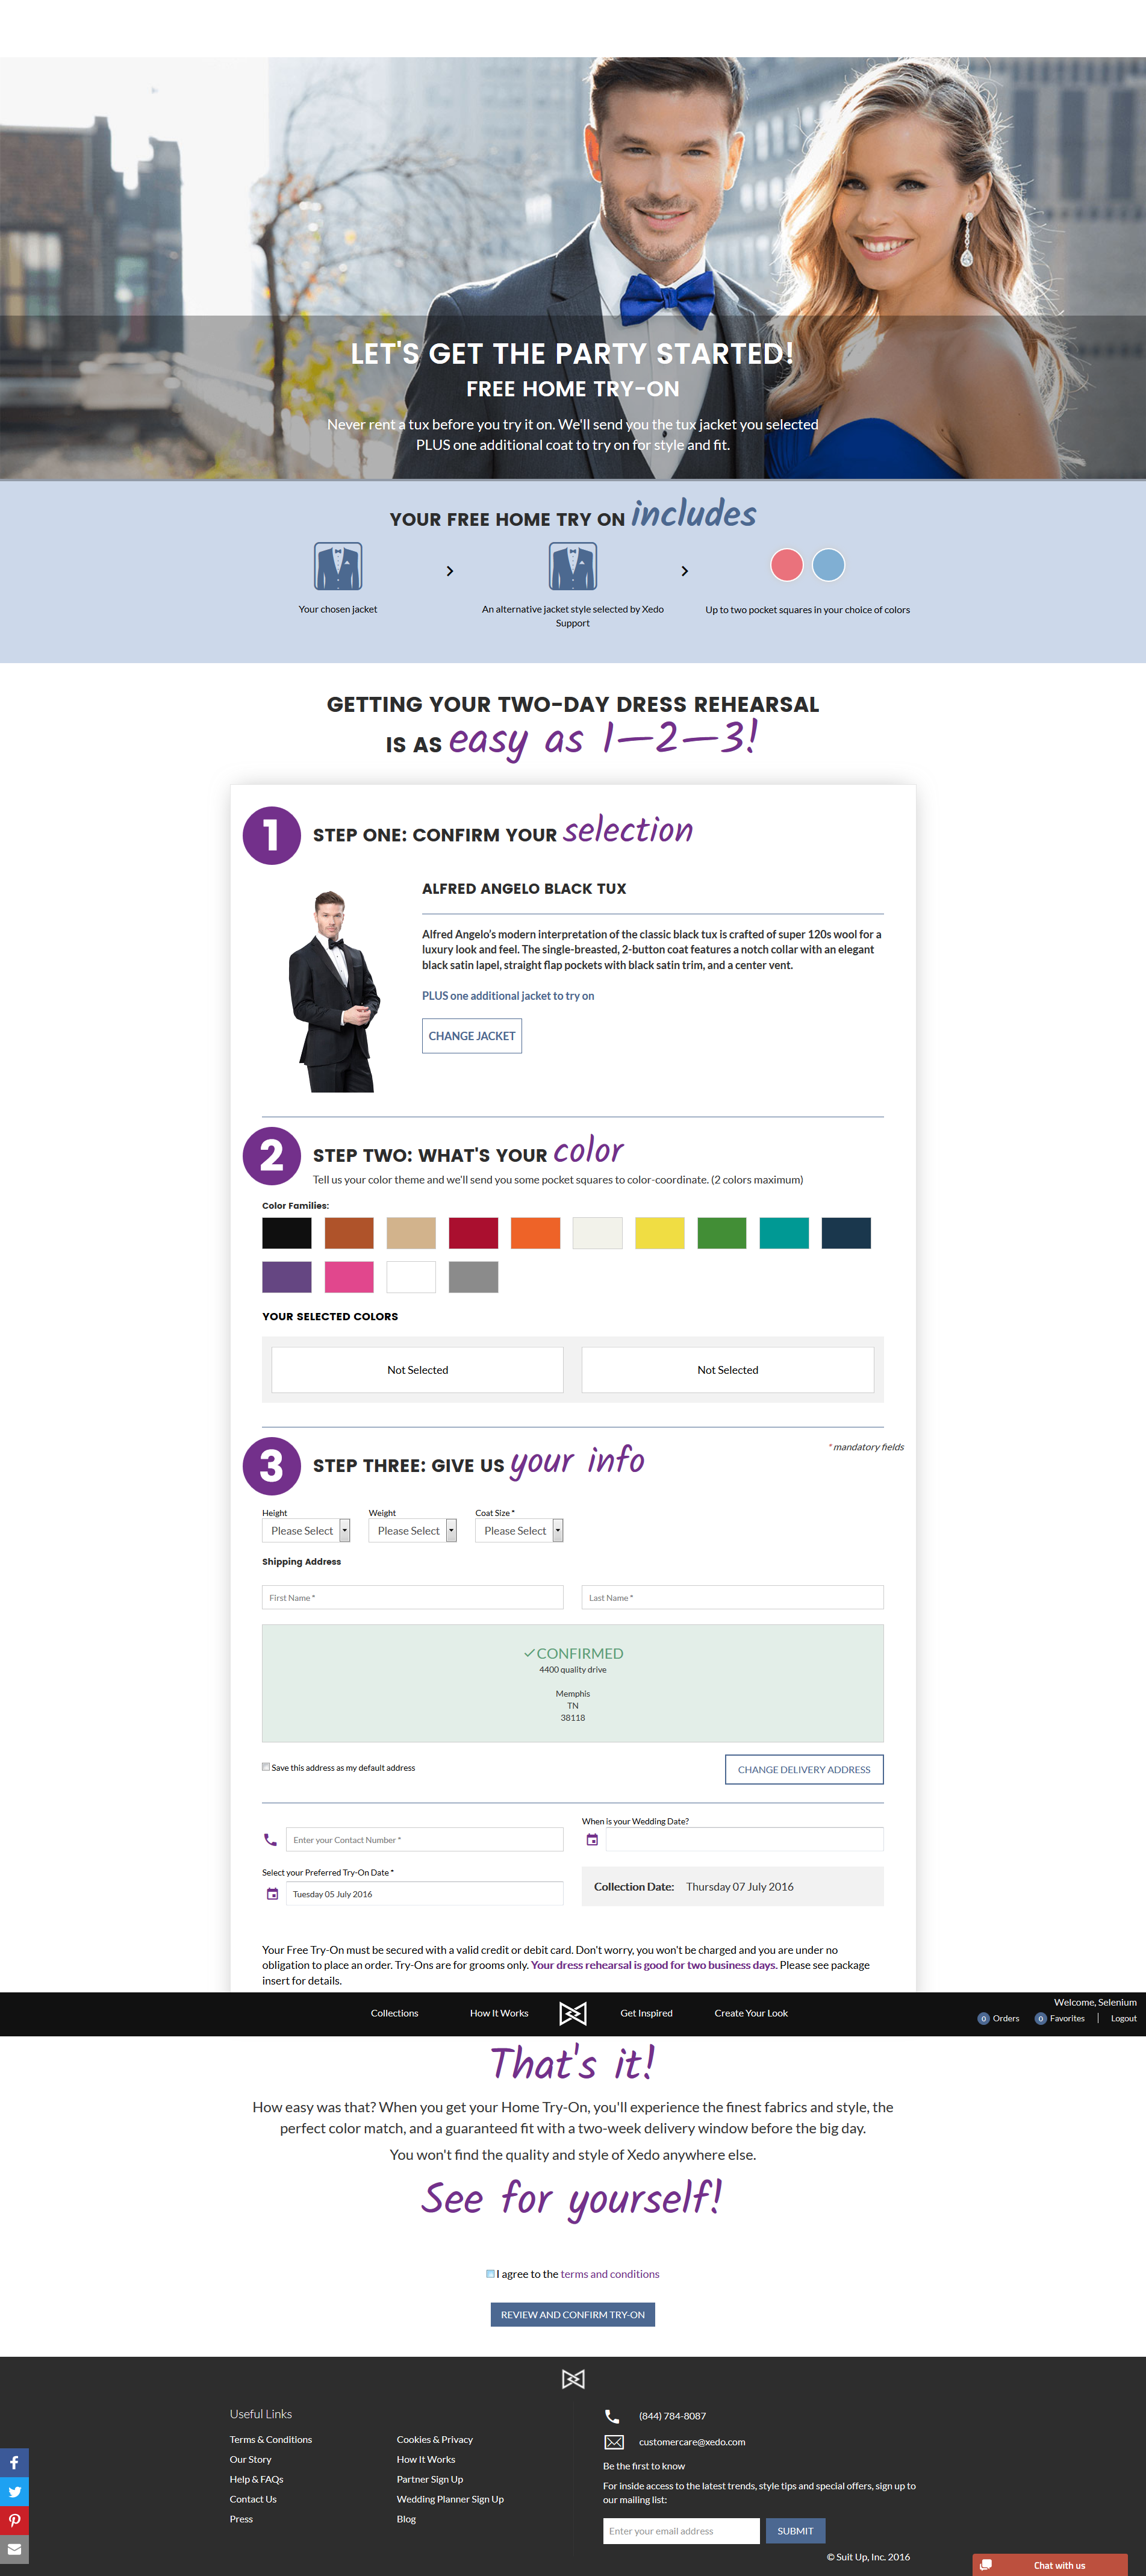 LET'S GET THE PARTY STARTED!
FREE HOME TRY-ON
Never rent a tux before you try it on. We'll send you the tux jacket you selected
PLUS one additional coat to try on for style and fit.
YOUR FREE HOME TRY ON includes
Your chosen jacket
An alternative jacket style selected by Xedo
Support
Up to two pocket squares in your choice of colors
GETTING YOUR TWO-DAY DRESS REHEARSAL
IS AS easy as 1-2-3!
1 STEP ONE: CONFIRM YOUR selection
ALFRED ANGELO BLACK TUX
Alfred Angelo's modern interpretation of the classic black tux is crafted of super 120s wool for a
luxury look and feel. The single-breasted, 2-button coat features a notch collar with an elegant
black satin lapel, straight flap pockets with black satin trim, and a center vent.
PLUS one additional jacket to try on
CHANGE JACKET
2 STEP TWO: WHAT'S YOUR color
Tell us your color theme and we'll send you some pocket squares to color-coordinate. (2 colors maximum)
Color Families:
YOUR SELECTED COLORS
Not Selected Not Selected
* mandatory fields
3 STEP THREE: GIVE US your info
Height Weight Coat Size *
Please Select Please Select Please Select
Shipping Address
First Name * Last Name *
CONFIRMED
4400 quality drive
Memphis
TN
38118
Save this address as my default address
CHANGE DELIVERY ADDRESS
When is your Wedding Date?
Enter your Contact Number *
Select your Preferred Try-On Date *
Tuesday 05 July 2016
Collection Date: Thursday 07 July 2016
Your Free Try-On must be secured with a valid credit or debit card. Don't worry, you won't be charged and you are under no
obligation to place an order. Try-Ons are for grooms only. Your dress rehearsal is good for two business days. Please see package
insert for details.
Collections How It Works Get Inspired Create Your Look
Welcome, Selenium
0 Orders 0 Favorites | Logout
That's it!
How easy was that? When you get your Home Try-On, you'll experience the finest fabrics and style, the
perfect color match, and a guaranteed fit with a two-week delivery window before the big day.
You won't find the quality and style of Xedo anywhere else.
See for yourself!
I agree to the terms and conditions
REVIEW AND CONFIRM TRY-ON
Useful Links
Terms & Conditions
Our Story
Help & FAQs
Contact Us
Press
Cookies & Privacy
How It Works
Partner Sign Up
Wedding Planner Sign Up
Blog
(844) 784-8087
customercare@xedo.com
Be the first to know
For inside access to the latest trends, style tips and special offers, sign up to
our mailing list:
Enter your email address SUBMIT
© Suit Up, Inc. 2016
Chat with us